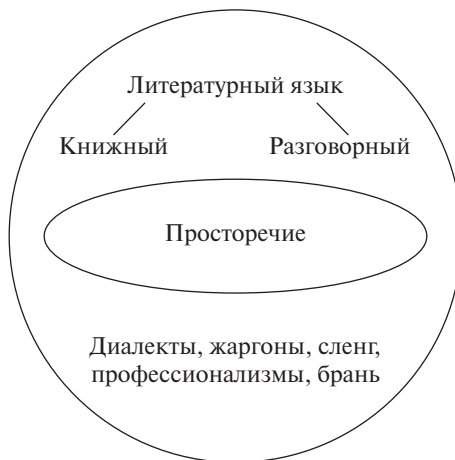 Литературный язык
Книжный Разговорный
Просторечие
Диалекты, жаргоны, сленг,
профессионализмы, брань